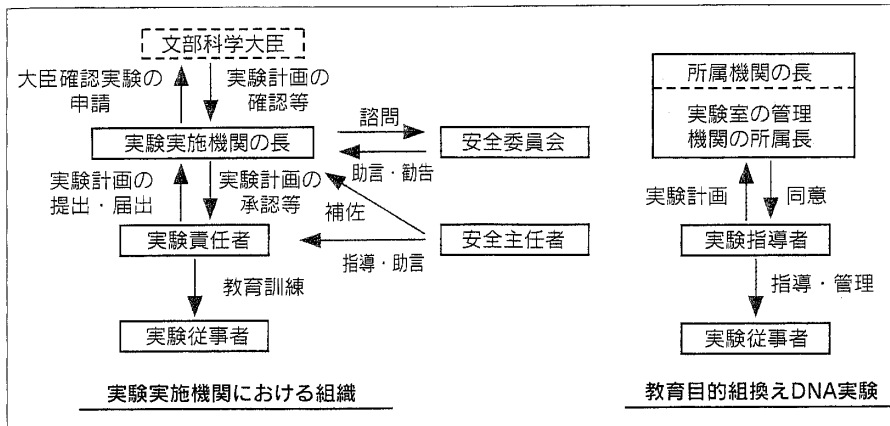 文部科学大臣
大臣確認実験の
申請
実験計画の
確認等
実験実施機関の長
諮問
助言・勧告
安全委員会
実験計画の
提出・届出
実験計画の
承認等
補佐
実験責任者
指導・助言
安全主任者
教育訓練
実験従事者
実験実施機関における組織
所属機関の長
実験室の管理
機関の所属長
実験計画
同意
実験指導者
指導・管理
実験従事者
教育目的組換えDNA実験